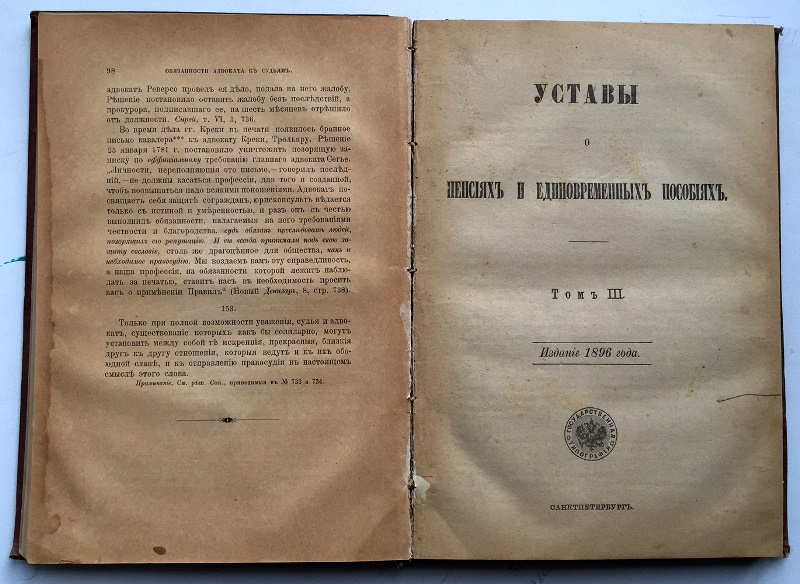 98
ОБЯЗАННОСТИ АДВОКАТА КЪ СУДЬЯМЪ.
адвокатъ Реверсо провелъ ея дѣло, подала на него жалобу.
Рѣшеніе постановило оставить жалобу безъ послѣдствій, а
прокурора, подписавшаго ее, на шесть мѣсяцевъ отрѣшило
отъ должности. Сирей, т. VI, 3, 736.
Во время дѣла гг. Креки въ печати появилось бранное
письмо кавалера*** къ адвокату Креки, Трельяру. Рѣшеніе
25 января 1781 г. постановило уничтожить позорящую за-
писку по оффиціальному требованію главнаго адвоката Сегье.
„Личности, переполняющія это письмо,—говорилъ послѣд-
ній,—не должны касаться профессіи, для того и созданной,
чтобъ возвышаться надо всякими поношеніями. Адвокатъ по-
свящаетъ себя защитѣ согражданъ, юрисконсультъ вѣдается
только съ истиной и умѣренностью, и разъ онъ съ честью
выполнилъ обязанности, налагаемыя на него требованіями
честности и благородства, судъ обязанъ преслѣдовать людей,
позорящихъ его репутацію. И вы всегда принимали подъ свою за-
щиту сословіе, столь же драгоцѣнное для общества, какъ и
необходимое правосудію. Мы воздаемъ вамъ эту справедливость,
а наша профессія, на обязанности которой лежитъ наблю-
дать за печатью, ставитъ насъ въ необходимость просить
васъ о примѣненіи Правилъ“ (Новый Денизаръ, 8, стр. 738).
153.
Только при полной возможности уваженія, судья и адво-
катъ, существованіе которыхъ какъ бы солидарно, могутъ
установить между собой тѣ искреннія, прекрасныя, близкія
другъ къ другу отношенія, которыя ведутъ и къ ихъ обо-
юдной славѣ, и къ отправленію правосудія въ настоящемъ
смыслѣ этого слова.
Примѣчаніе. См. рѣш. Соб., приводимыя въ № 733 и 734.
УСТАВЫ
О
ПЕНСІЯХЪ И ЕДИНОВРЕМЕННЫХЪ ПОСОБІЯХЪ.
Томъ III.
Изданіе 1896 года.
ГОСУДАРСТВЕННАЯ ТИПОГРАФІЯ
САНКТПЕТЕРБУРГЪ.